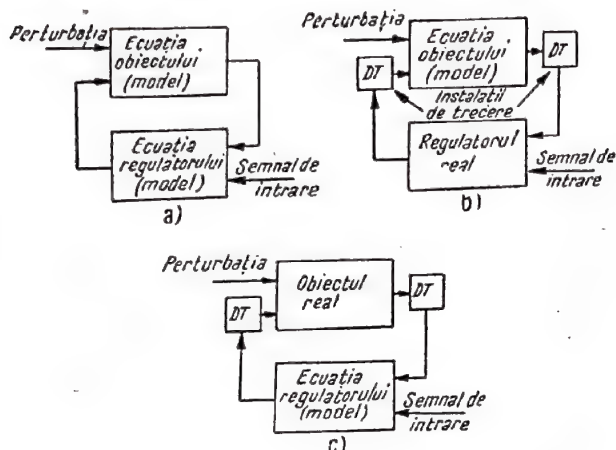 Perturbația
Ecuația
obiectului
(model)
Ecuația
regulatorului
(model)
Semnal de
intrare
a)
Perturbația
Ecuația
obiectului
(model)
DT
DT
Instalații
de trecere
Regulatorul
real
Semnal de
intrare
b)
Perturbația
Obiectul
real
DT
DT
Ecuația
regulatorului
(model)
Semnal de
intrare
c)